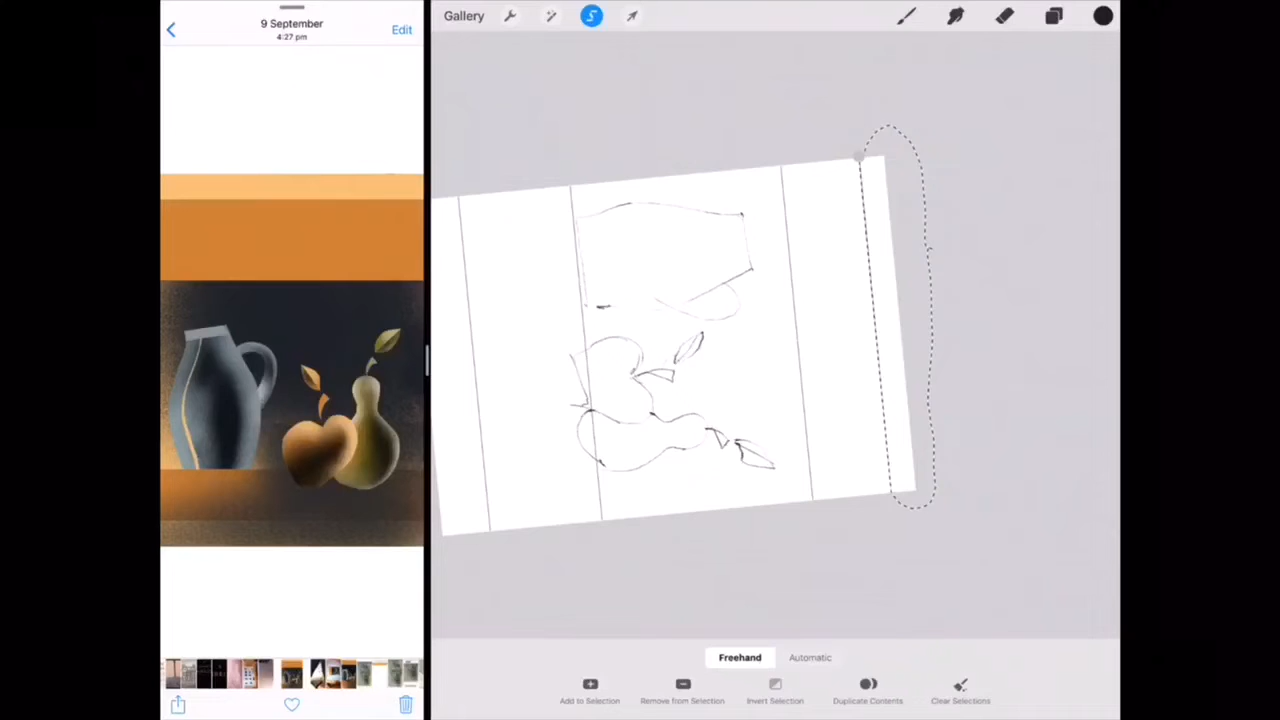 9 September
4:27 pm
Edit
Gallery
Freehand
Automatic
Add to Selection
Remove from Selection
Invert Selection
Duplicate Contents
Clear Selections